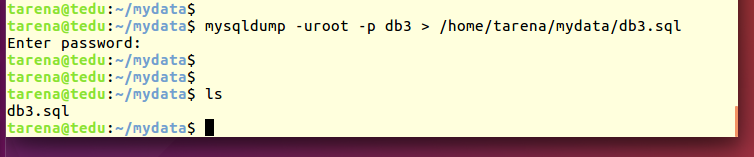 tarena@tedu:~/mydata$
tarena@tedu:~/mydata$ mysqldump -uroot -p db3 > /home/tarena/mydata/db3.sql
Enter password:
tarena@tedu:~/mydata$
tarena@tedu:~/mydata$
tarena@tedu:~/mydata$ ls
db3.sql
tarena@tedu:~/mydata$